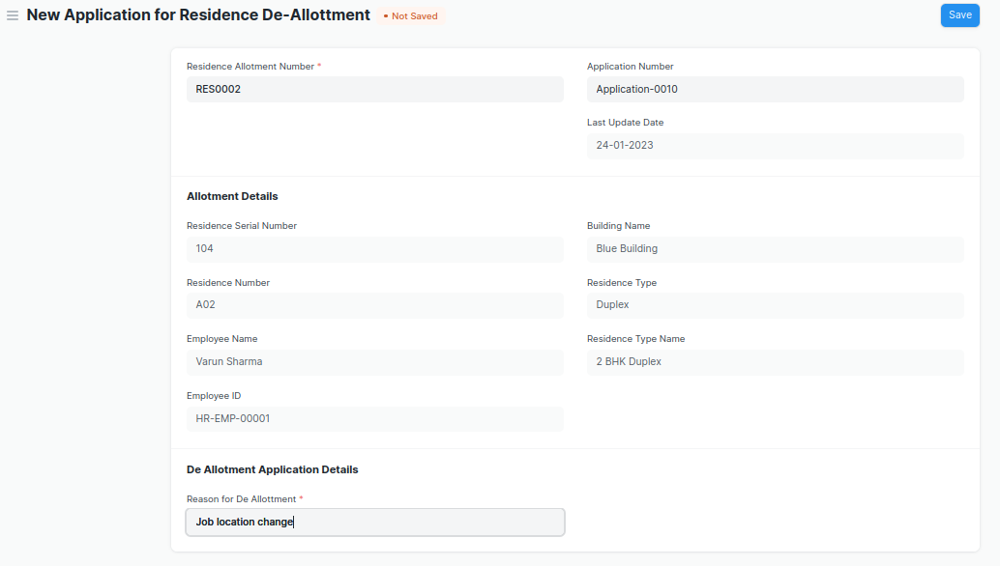 New Application for Residence De-Allottment
• Not Saved
Save
Residence Allotment Number *
RES0002
Application Number
Application-0010
Last Update Date
24-01-2023
Allotment Details
Residence Serial Number
104
Building Name
Blue Building
Residence Number
A02
Residence Type
Duplex
Employee Name
Varun Sharma
Residence Type Name
2 BHK Duplex
Employee ID
HR-EMP-00001
De Allotment Application Details
Reason for De Allottment *
Job location change